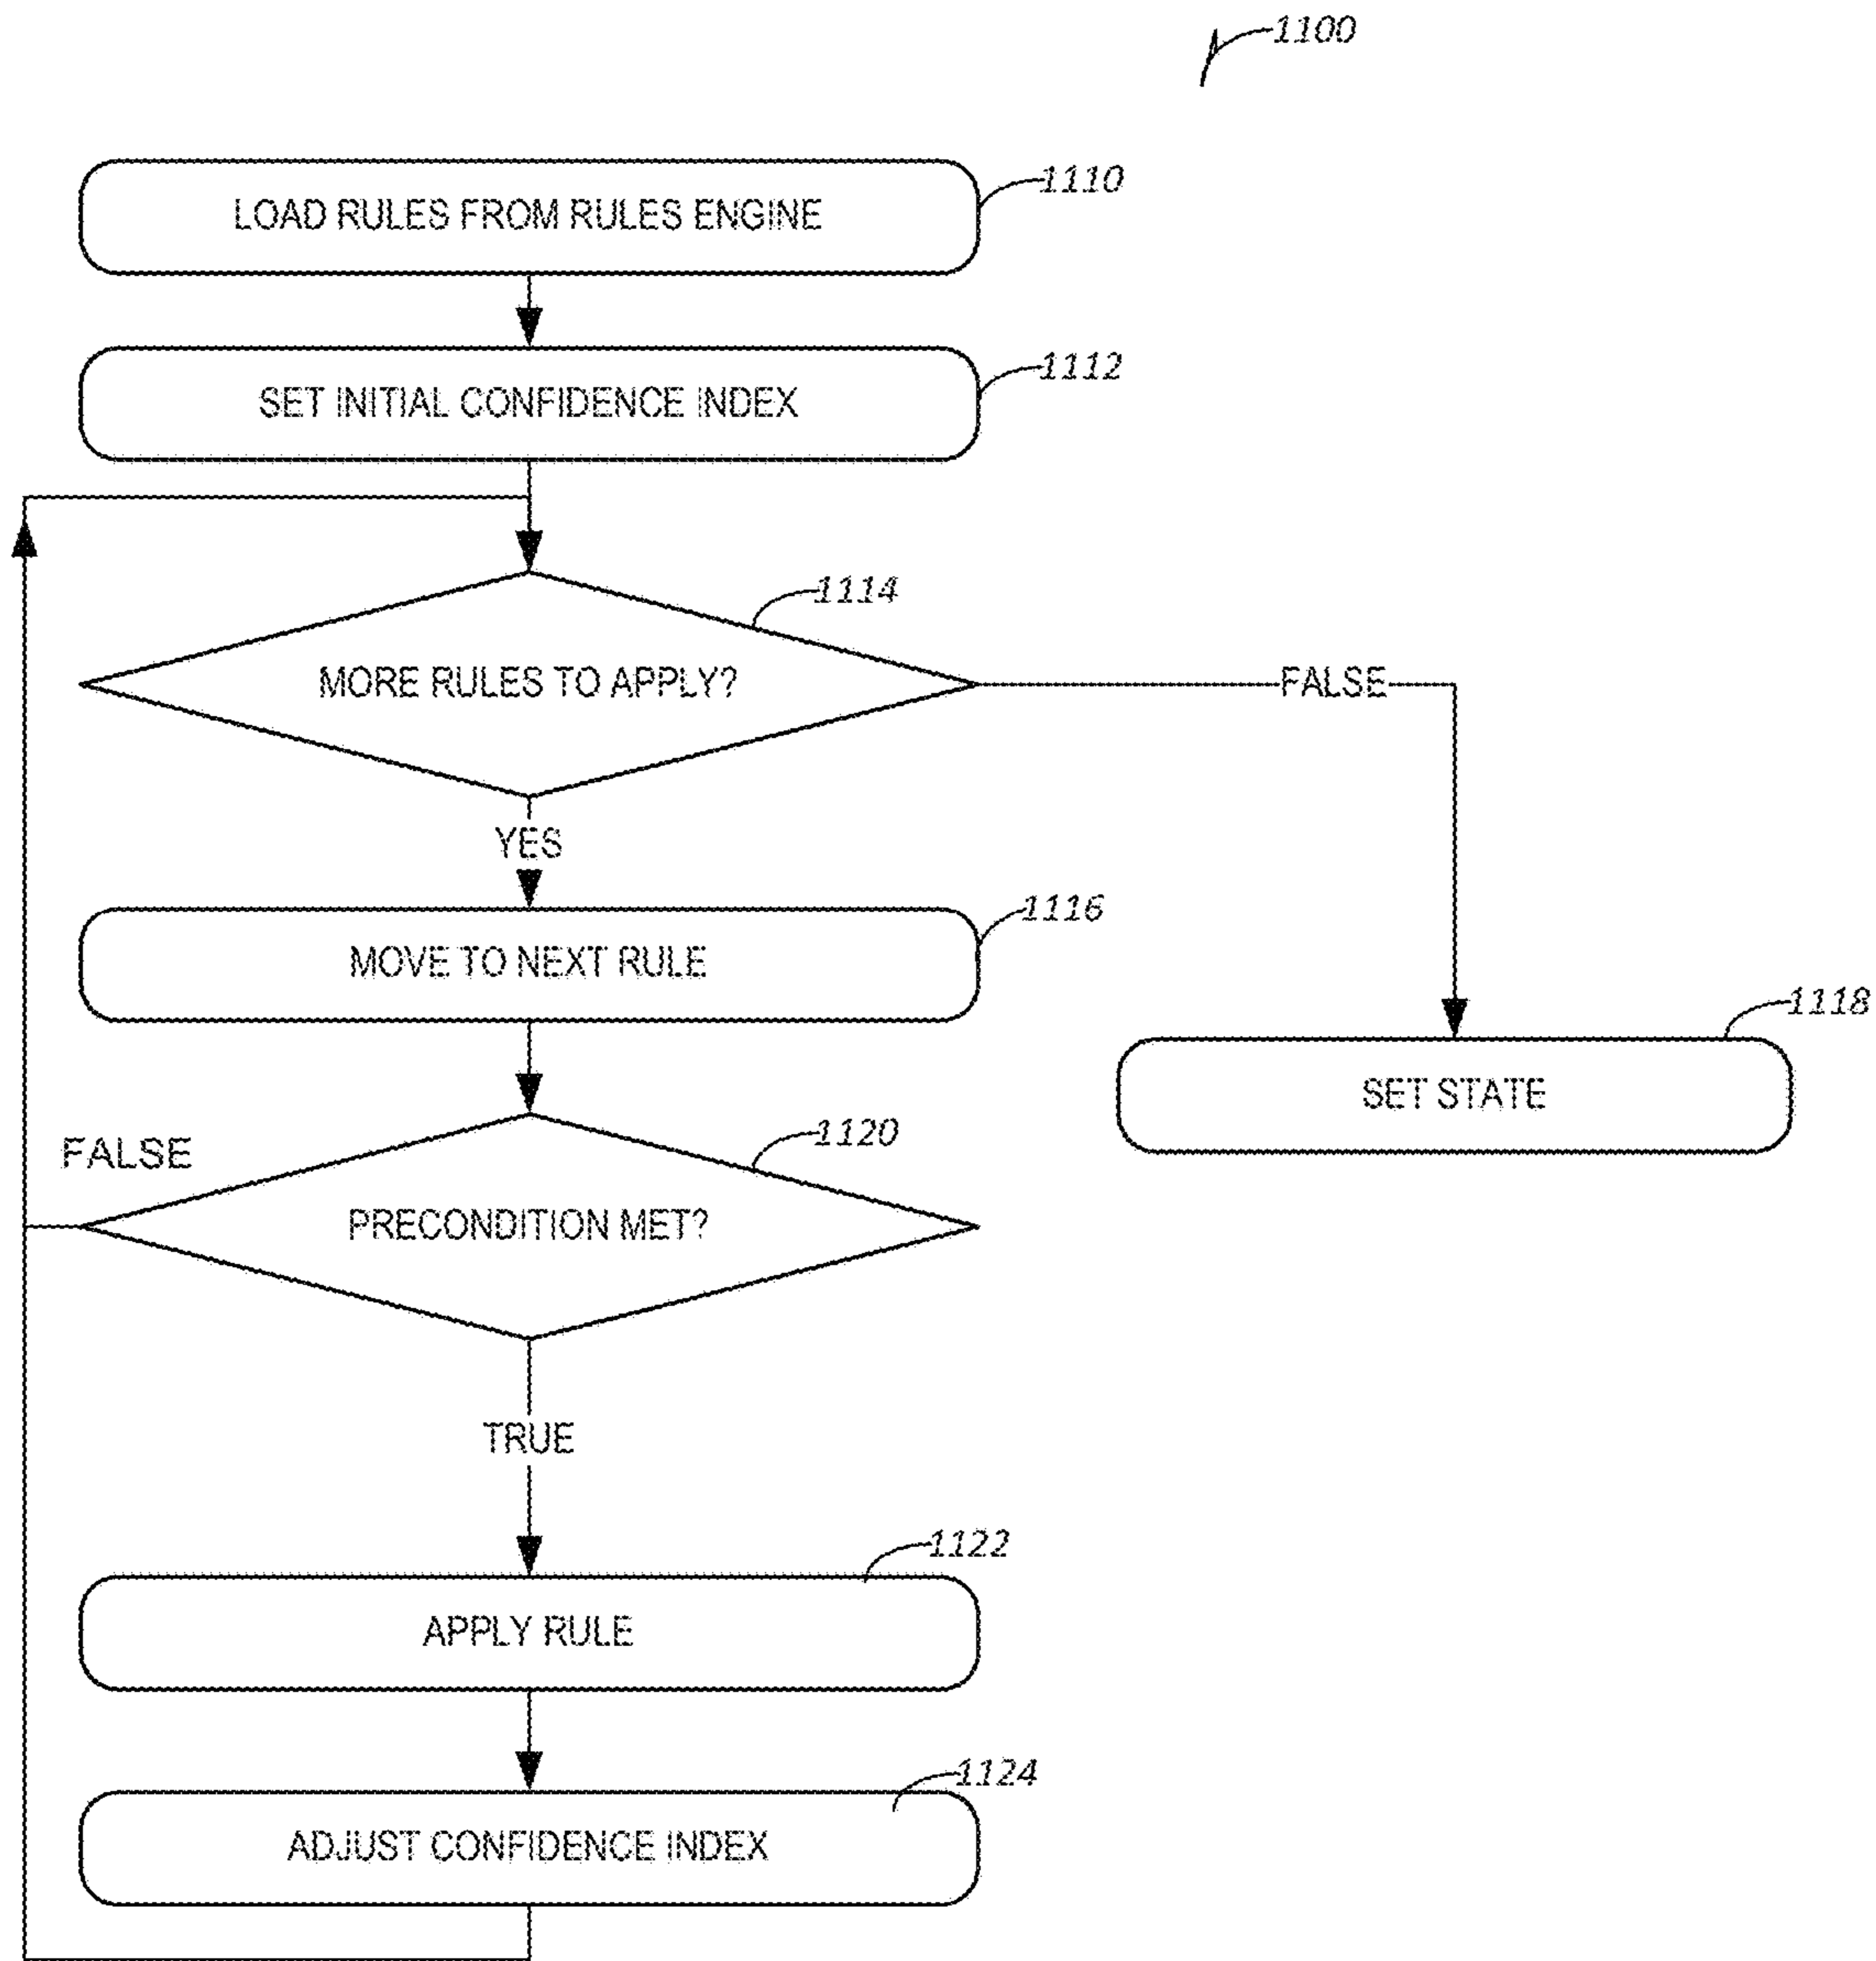 1100
LOAD RULES FROM RULES ENGINE
1110
SET INITIAL CONFIDENCE INDEX
1112
1114
MORE RULES TO APPLY?
FALSE
YES
MOVE TO NEXT RULE
1116
1118
SET STATE
FALSE
1120
PRECONDITION MET?
TRUE
1122
APPLY RULE
1124
ADJUST CONFIDENCE INDEX